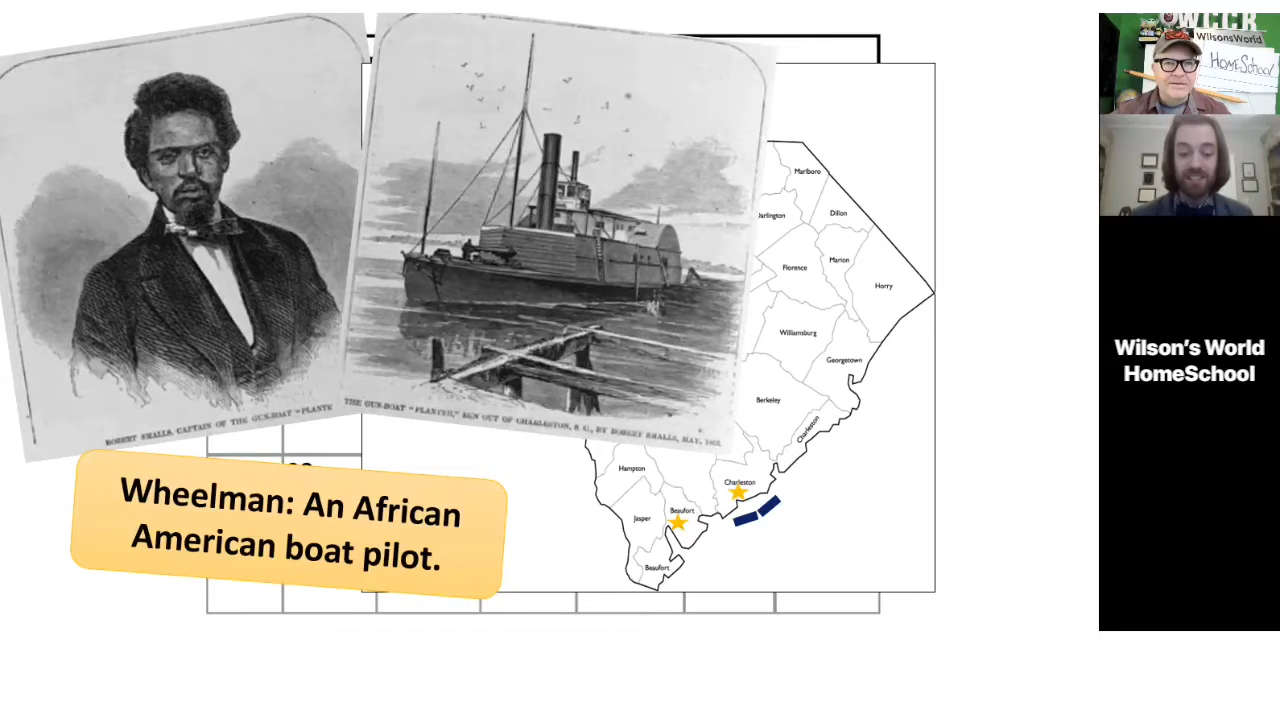 ROBERT SMALLS, CAPTAIN OF THE GUN-BOAT "PLANTE
THE GUN-BOAT "PLANTER," RUN OUT OF CHARLESTON, S. C., BY ROBERT SMALLS, MAY, 1862.
Wheelman: An African
American boat pilot.
Marlboro
Darlington
Dillon
Marion
Florence
Horry
Williamsburg
Georgetown
Berkeley
Charleston
Hampton
Charleston
Beaufort
Jasper
Beaufort
WCCR
WilsonsWorld
HomeSchool
Wilson's World
HomeSchool